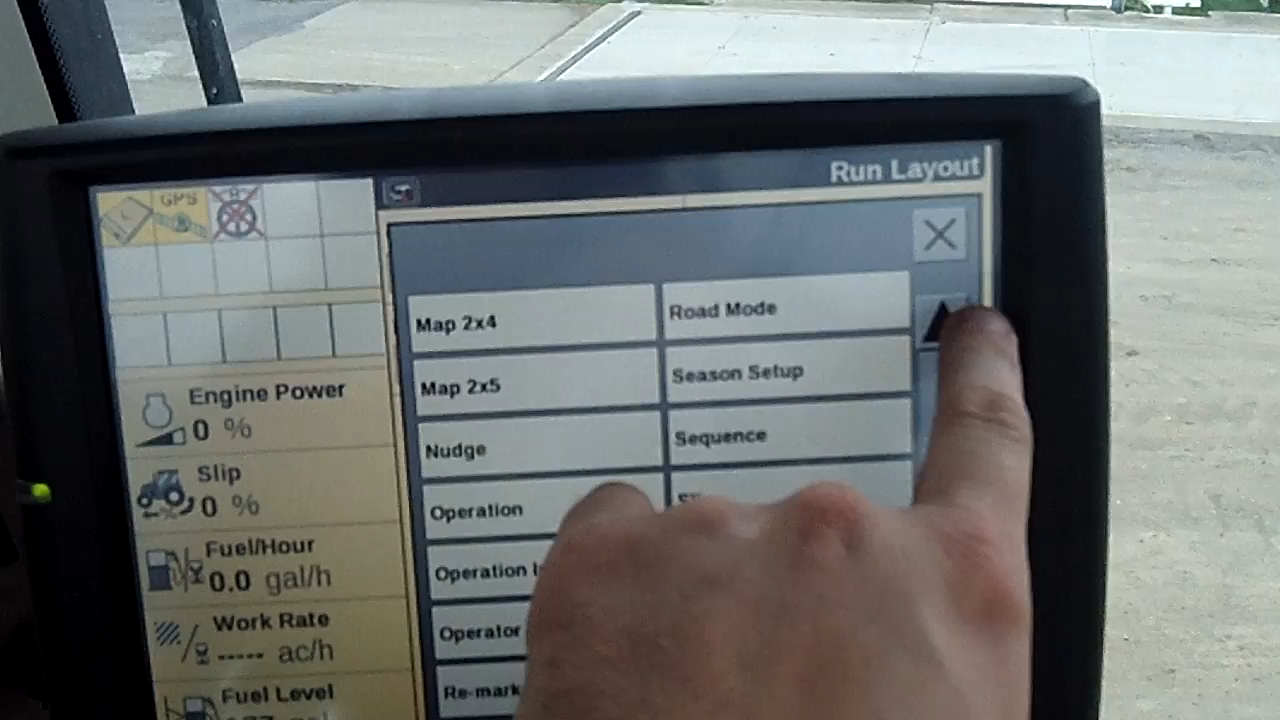 Run Layout
GPS
Map 2x4
Road Mode
Map 2x5
Season Setup
Nudge
Sequence
Operation
Operation
Operator
Re-mark
Engine Power
0 %
Slip
0 %
Fuel/Hour
0.0 gal/h
Work Rate
----- ac/h
Fuel Level